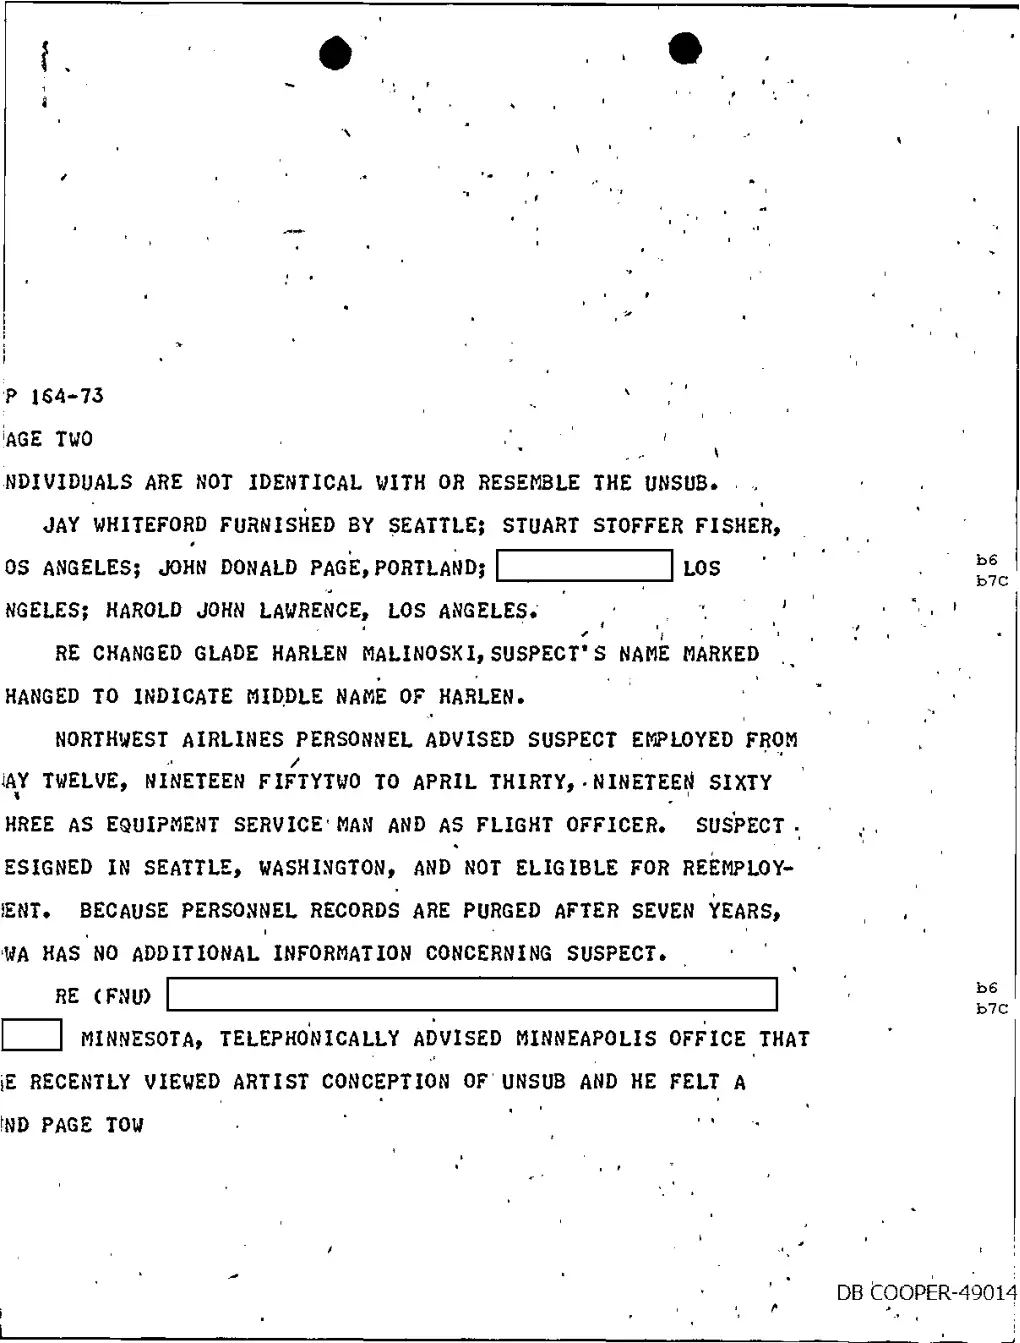 P 164-73
AGE TWO
NDIVIDUALS ARE NOT IDENTICAL WITH OR RESEMBLE THE UNSUB.
JAY WHITEFORD FURNISHED BY SEATTLE; STUART STOFFER FISHER,
OS ANGELES; JOHN DONALD PAGE, PORTLAND; LOS
b6
b7C
NGELES; HAROLD JOHN LAWRENCE, LOS ANGELES.
RE CHANGED GLADE HARLEN MALINOSKI, SUSPECT'S NAME MARKED
HANGED TO INDICATE MIDDLE NAME OF HARLEN.
NORTHWEST AIRLINES PERSONNEL ADVISED SUSPECT EMPLOYED FROM
AY TWELVE, NINETEEN FIFTYTWO TO APRIL THIRTY, NINETEEN SIXTY
HREE AS EQUIPMENT SERVICE MAN AND AS FLIGHT OFFICER. SUSPECT
ESIGNED IN SEATTLE, WASHINGTON, AND NOT ELIGIBLE FOR REEMPLOY-
ENT. BECAUSE PERSONNEL RECORDS ARE PURGED AFTER SEVEN YEARS,
WA HAS NO ADDITIONAL INFORMATION CONCERNING SUSPECT.
RE (FNU)
b6
b7C
MINNESOTA, TELEPHONICALLY ADVISED MINNEAPOLIS OFFICE THAT
E RECENTLY VIEWED ARTIST CONCEPTION OF UNSUB AND HE FELT A
ND PAGE TOW
DB COOPER-49014